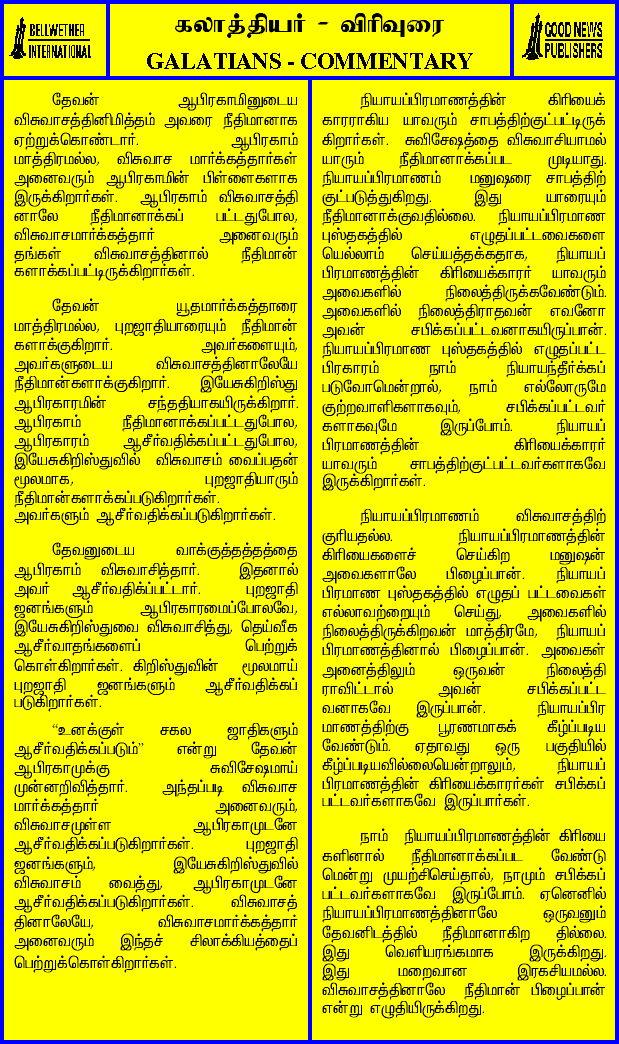 BELLWETHER
INTERNATIONAL
கலாத்தியர் - விரிவுரை
GALATIANS - COMMENTARY
GOOD NEWS
PUBLISHERS
தேவன் ஆபிரகாமினுடைய
விசுவாசத்தினிமித்தம் அவரை நீதிமானாக
ஏற்றுக்கொண்டார். ஆபிரகாம்
மாத்திரமல்ல, விசுவாச மார்க்கத்தார்கள்
அனைவரும் ஆபிரகாமின் பிள்ளைகளாக
இருக்கிறார்கள். ஆபிரகாம் விசுவாசத்தி
னாலே நீதிமானாக்கப் பட்டதுபோல,
விசுவாசமார்க்கத்தார் அனைவரும்
தங்கள் விசுவாசத்தினால் நீதிமான்
களாக்கப்பட்டிருக்கிறார்கள்.
தேவன் யூதமார்க்கத்தாரை
மாத்திரமல்ல, புறஜாதியாரையும் நீதிமான்
களாக்குகிறார். அவர்களையும்,
அவர்களுடைய விசுவாசத்தினாலேயே
நீதிமான்களாக்குகிறார். இயேசுகிறிஸ்து
ஆபிரகாரமின் சந்ததியாகயிருக்கிறார்.
ஆபிரகாம் நீதிமானாக்கப்பட்டதுபோல,
ஆபிரகாரம் ஆசீர்வதிக்கப்பட்டதுபோல,
இயேசுகிறிஸ்துவில் விசுவாசம் வைப்பதன்
மூலமாக, புறஜாதியாரும்
நீதிமான்களாக்கப்படுகிறார்கள்.
அவர்களும் ஆசீர்வதிக்கப்படுகிறார்கள்.
தேவனுடைய வாக்குத்தத்தத்தை
ஆபிரகாம் விசுவாசித்தார். இதனால்
அவர் ஆசீர்வதிக்ப்பட்டார். புறஜாதி
ஜனங்களும் ஆபிரகாரமைப்போலவே,
இயேசுகிறிஸ்துவை விசுவாசித்து, தெய்வீக
ஆசீர்வாதங்களைப் பெற்றுக்
கொள்கிறார்கள். கிறிஸ்துவின் மூலமாய்
புறஜாதி ஜனங்களும் ஆசீர்வதிக்கப்
படுகிறார்கள்.
“உனக்குள் சகல ஜாதிகளும்
ஆசீர்வதிக்கப்படும்” என்று தேவன்
ஆபிரகாமுக்கு சுவிசேஷமாய்
முன்னறிவித்தார். அந்தப்படி விசுவாச
மார்க்கத்தார் அனைவரும்,
விசுவாசமுள்ள ஆபிரகாமுடனே
ஆசீர்வதிக்கப்படுகிறார்கள். புறஜாதி
ஜனங்களும், இயேசுகிறிஸ்துவில்
விசுவாசம் வைத்து, ஆபிரகாமுடனே
ஆசீர்வதிக்கப்படுகிறார்கள். விசுவாசத்
தினாலேயே, விசுவாசமார்க்கத்தார்
அனைவரும் இந்தச் சிலாக்கியத்தைப்
பெற்றுக்கொள்கிறார்கள்.
நியாயப்பிரமாணத்தின் கிரியைக்
காரராகிய யாவரும் சாபத்திற்குட்பட்டிருக்
கிறார்கள். சுவிசேஷத்தை விசுவாசியாமல்
யாரும் நீதிமானாக்கப்பட முடியாது.
நியாயப்பிரமாணம் மனுஷரை சாபத்திற்
குட்படுத்துகிறது. இது யாரையும்
நீதிமானாக்குவதில்லை. நியாயப்பிரமாண
புஸ்தகத்தில் எழுதப்பட்டவைகளை
யெல்லாம் செய்யத்தக்கதாக, நியாயப்
பிரமாணத்தின் கிரியைக்காரர் யாவரும்
அவைகளில் நிலைத்திருக்கவேண்டும்.
அவைகளில் நிலைத்திராதவன் எவனோ
அவன் சபிக்கப்பட்டவனாகயிருப்பான்.
நியாயப்பிரமாண புஸ்தகத்தில் எழுதப்பட்ட
பிரகாரம் நாம் நியாயந்தீர்க்கப்
படுவோமென்றால், நாம் எல்லோருமே
குற்றவாளிகளாகவும், சபிக்கப்பட்டவர்
களாகவுமே இருப்போம். நியாயப்
பிரமாணத்தின் கிரியைக்காரர்
யாவரும் சாபத்திற்குட்பட்டவர்களாகவே
இருக்கிறார்கள்.
நியாயப்பிரமாணம் விசுவாசத்திற்
குரியதல்ல. நியாயப்பிரமாணத்தின்
கிரியைகளைச் செய்கிற மனுஷன்
அவைகளாலே பிழைப்பான். நியாயப்
பிரமாண புஸ்தகத்தில் எழுதப் பட்டவைகள்
எல்லாவற்றையும் செய்து, அவைகளில்
நிலைத்திருக்கிறவன் மாத்திரமே, நியாயப்
பிரமாணத்தினால் பிழைப்பான். அவைகள்
அனைத்திலும் ஒருவன் நிலைத்தி
ராவிட்டால் அவன் சபிக்கப்பட்ட
வனாகவே இருப்பான். நியாயப்பிர
மாணத்திற்கு பூரணமாகக் கீழ்ப்படிய
வேண்டும். ஏதாவது ஒரு பகுதியில்
கீழ்ப்படியவில்லையென்றாலும், நியாயப்
பிரமாணத்தின் கிரியைக்காரர்கள் சபிக்கப்
பட்டவர்களாகவே இருப்பார்கள்.
நாம் நியாயப்பிரமாணத்தின் கிரியை
களினால் நீதிமானாக்கப்பட வேண்டு
மென்று முயற்சிசெய்தால், நாமும் சபிக்கப்
பட்டவர்களாகவே இருப்போம். ஏனெனில்
நியாயப்பிரமாணத்தினாலே ஒருவனும்
தேவனிடத்தில் நீதிமானாகிற தில்லை.
இது வெளியரங்கமாக இருக்கிறது.
இது மறைவான இரகசியமல்ல.
விசுவாசத்தினாலே நீதிமான் பிழைப்பான்
என்று எழுதியிருக்கிறது.